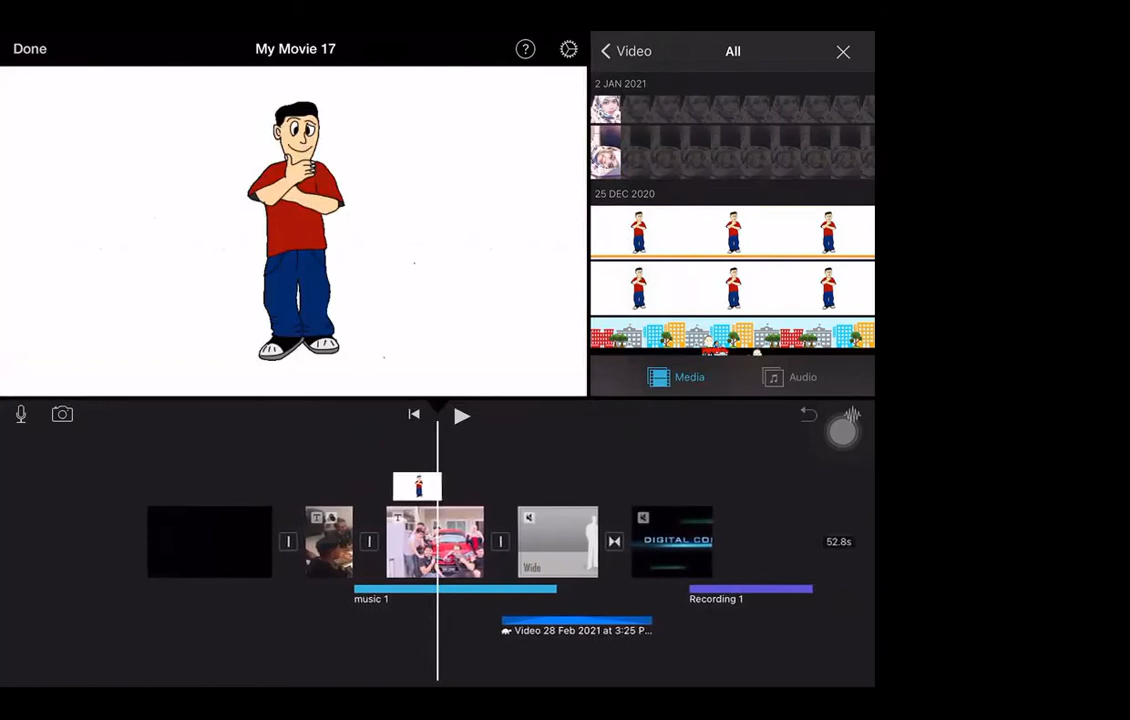 Done
My Movie 17
?
Video
All
2 JAN 2021
25 DEC 2020
Media
Audio
T
T
Wide
DIGITAL CO
52.8s
music 1
Recording 1
Video 28 Feb 2021 at 3:25 P...